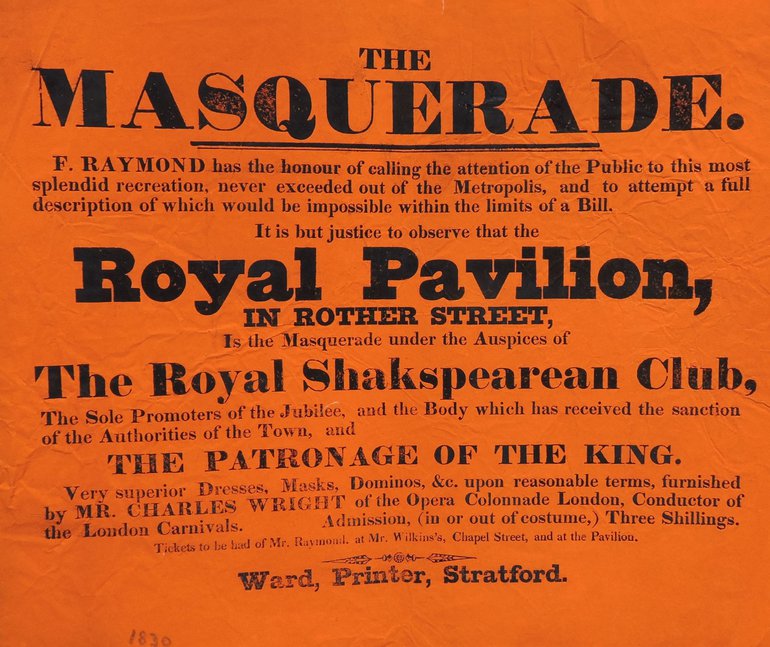 THE
MASQUERADE.
F. RAYMOND has the honour of calling the attention of the Public to this most
splendid recreation, never exceeded out of the Metropolis, and to attempt a full
description of which would be impossible within the limits of a Bill.
It is but justice to observe that the
Royal Pavilion,
IN ROTHER STREET,
Is the Masquerade under the Auspices of
The Royal Shakspearean Club,
The Sole Promoters of the Jubilee, and the Body which has received the sanction
of the Authorities of the Town, and
THE PATRONAGE OF THE KING.
Very superior Dresses, Masks, Dominos, &c. upon reasonable terms, furnished
by MR. CHARLES WRIGHT of the Opera Colonnade London, Conductor of
the London Carnivals. Admission, (in or out of costume,) Three Shillings.
Tickets to be had of Mr. Raymond. at Mr. Wilkins's, Chapel Street, and at the Pavilion.
Ward, Printer, Stratford.
1830